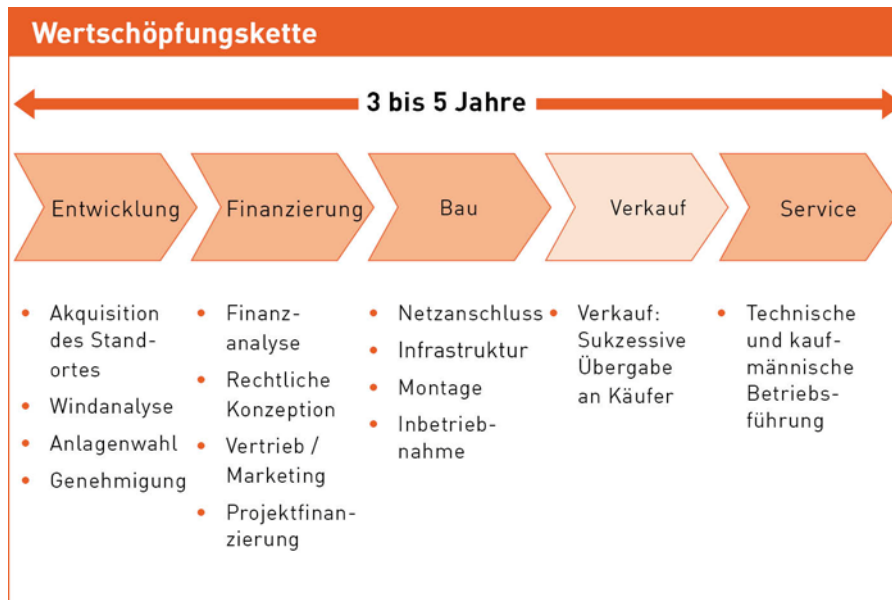 Wertschöpfungskette
3 bis 5 Jahre
Entwicklung
Finanzierung
Bau
Verkauf
Service
• Akquisition
des Stand-
ortes
• Windanalyse
• Anlagenwahl
• Genehmigung
• Finanz-
analyse
• Rechtliche
Konzeption
• Vertrieb /
Marketing
• Projektfinan-
zierung
• Netzanschluss
• Infrastruktur
• Montage
• Inbetrieb-
nahme
• Verkauf:
Sukzessive
Übergabe
an Käufer
• Technische
und kauf-
männische
Betriebs-
führung